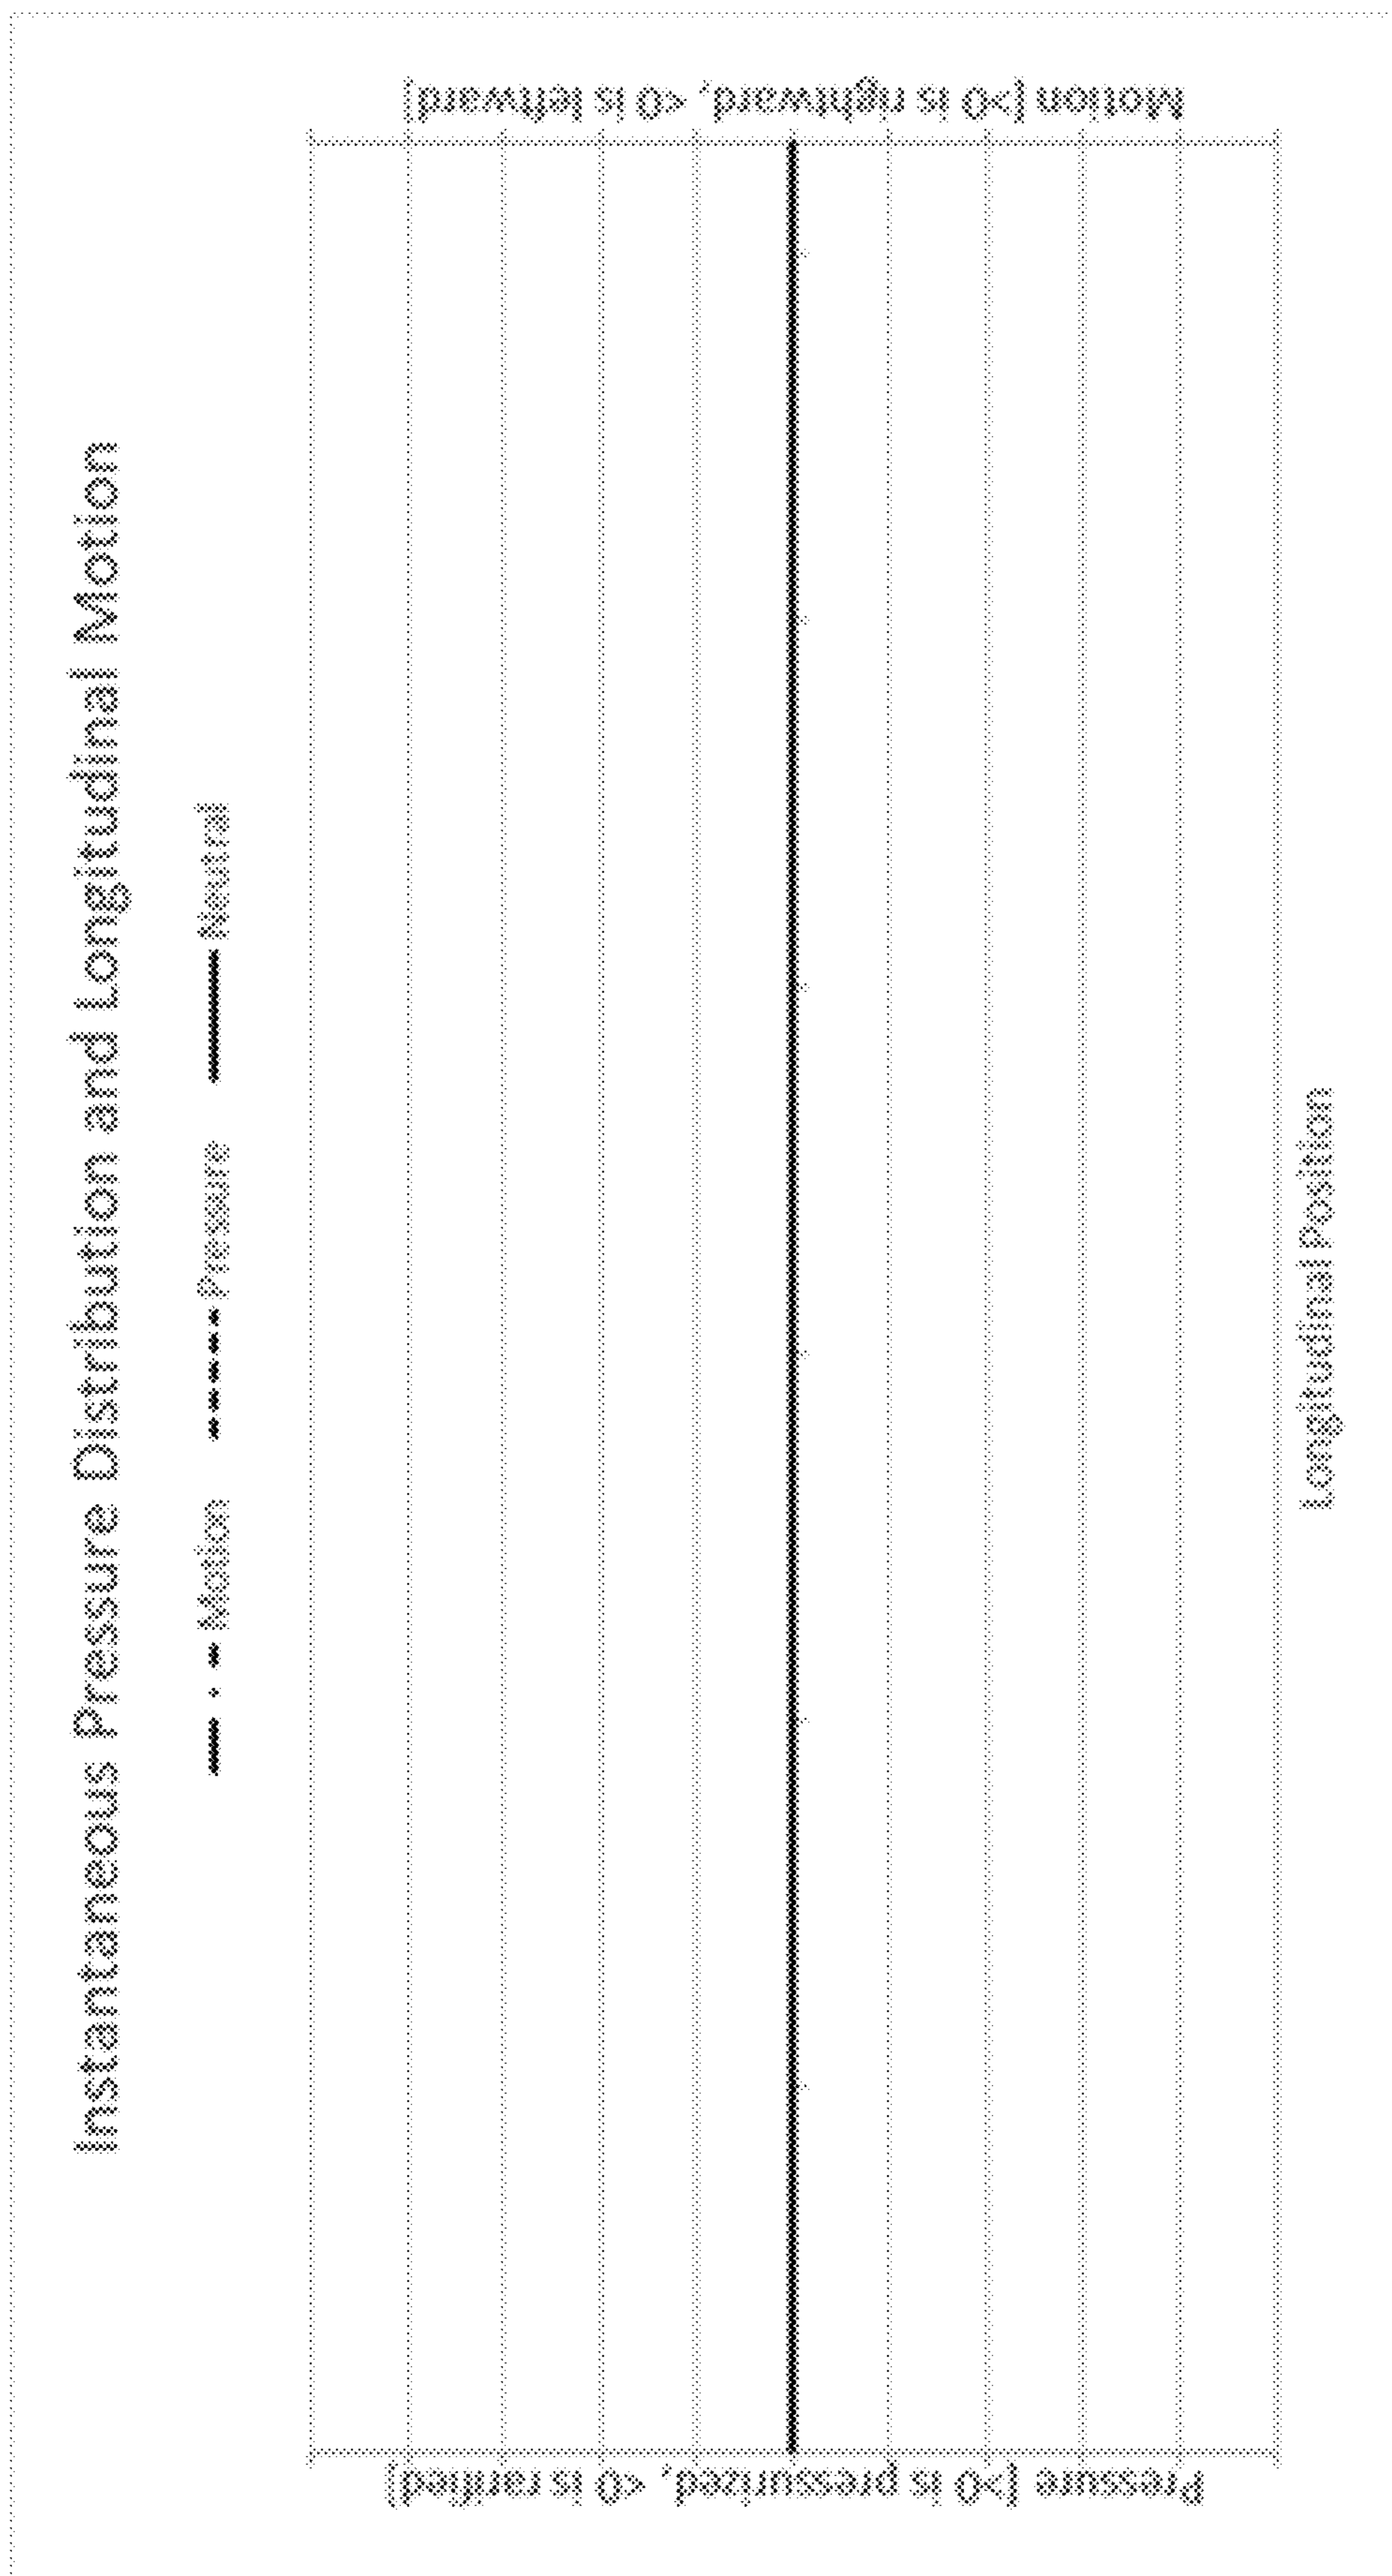 Instantaneous Pressure Distribution and Longitudinal Motion
Motion Pressure Neutral
Pressure [>0 is pressurized, <0 is rarified]
Motion [>0 is rightward, <0 is leftward]
Longitudinal Position